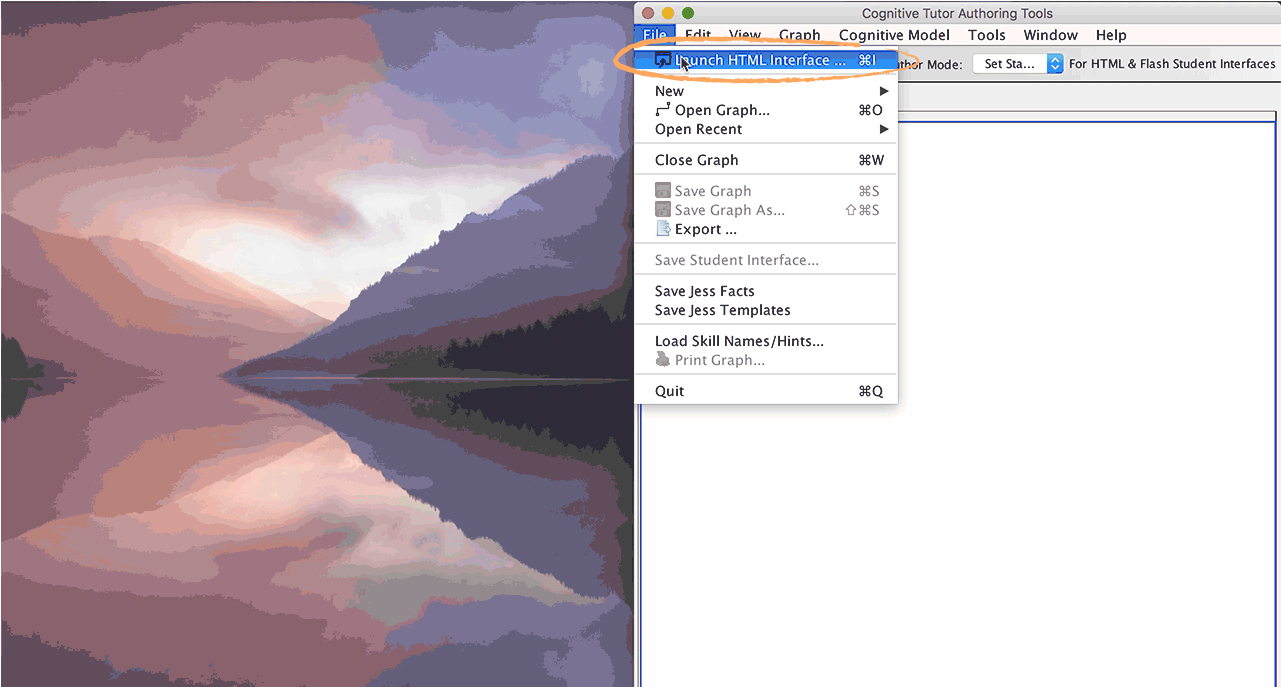 Cognitive Tutor Authoring Tools
File Edit View Graph Cognitive Model Tools Window Help
Launch HTML Interface ... ⌘I
Mode: Set Sta... For HTML & Flash Student Interfaces
New
Open Graph... ⌘O
Open Recent
Close Graph ⌘W
Save Graph ⌘S
Save Graph As... ⇧⌘S
Export ...
Save Student Interface...
Save Jess Facts
Save Jess Templates
Load Skill Names/Hints...
Print Graph...
Quit ⌘Q